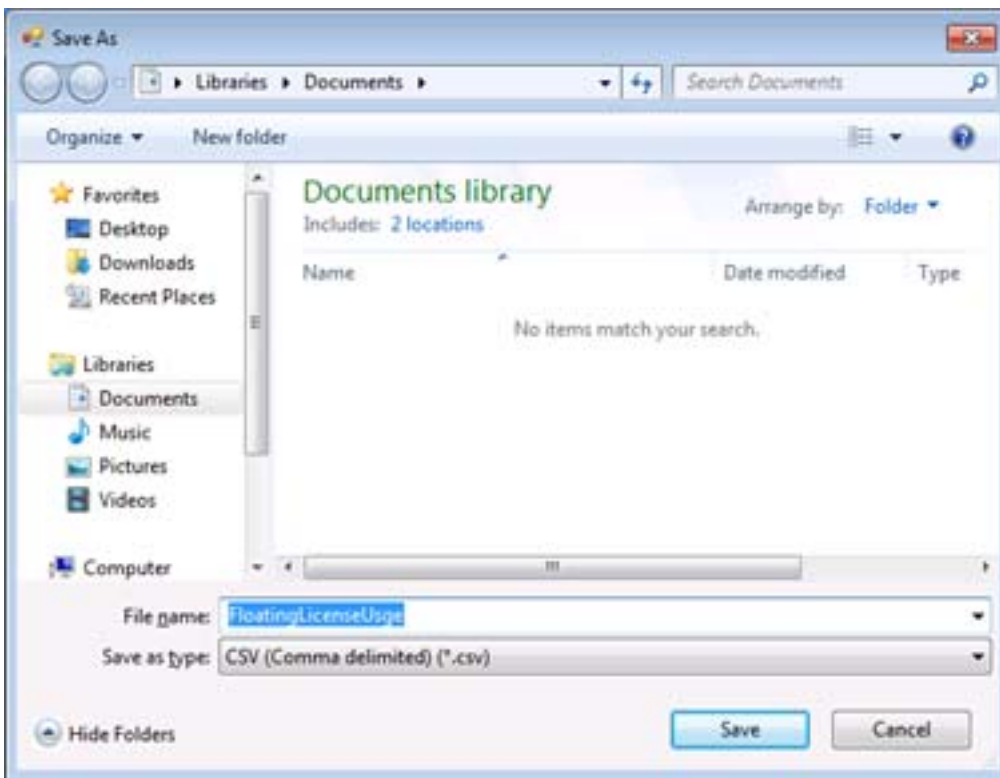 Save As
Libraries Documents
Search Documents
Organize New folder
Favorites
Desktop
Downloads
Recent Places
Libraries
Documents
Music
Pictures
Videos
Computer
Documents library
Includes: 2 locations
Arrange by: Folder
Name Date modified Type
No items match your search.
File name: FloatingLicenseUsge
Save as type: CSV (Comma delimited) (*.csv)
Hide Folders
Save Cancel